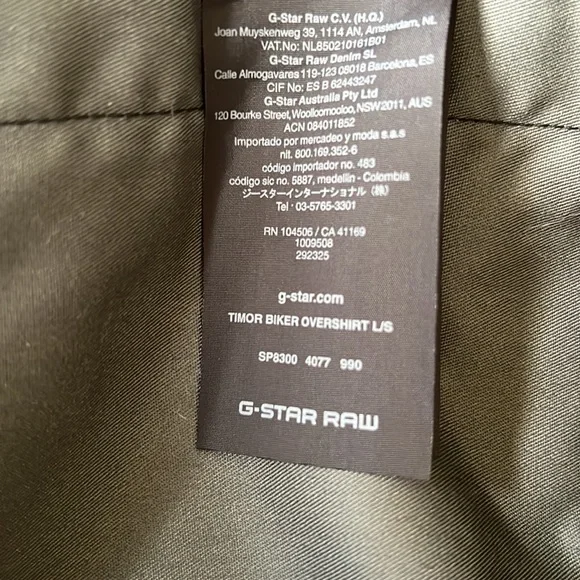 G-Star Raw C.V. (H.Q.)
Joan Muyskenweg 39, 1114 AN, Amsterdam, NL
VAT.No: NL850210161B01
G-Star Raw Denim SL
Calle Almogavares 119-123 08018 Barcelona, ES
CIF No: ES B 62443247
G-Star Australia Pty Ltd
120 Bourke Street, Woolloomooloo, NSW2011, AUS
ACN 084011852
Importado por mercadeo y moda s.a.s
nit. 800.169.352-6
código importador no. 483
código sic no. 5887, medellin - Colombia
ジースターインターナショナル（株）
Tel · 03-5765-3301
RN 104506 / CA 41169
1009508
292325
g-star.com
TIMOR BIKER OVERSHIRT L/S
SP8300 4077 990
G-STAR RAW